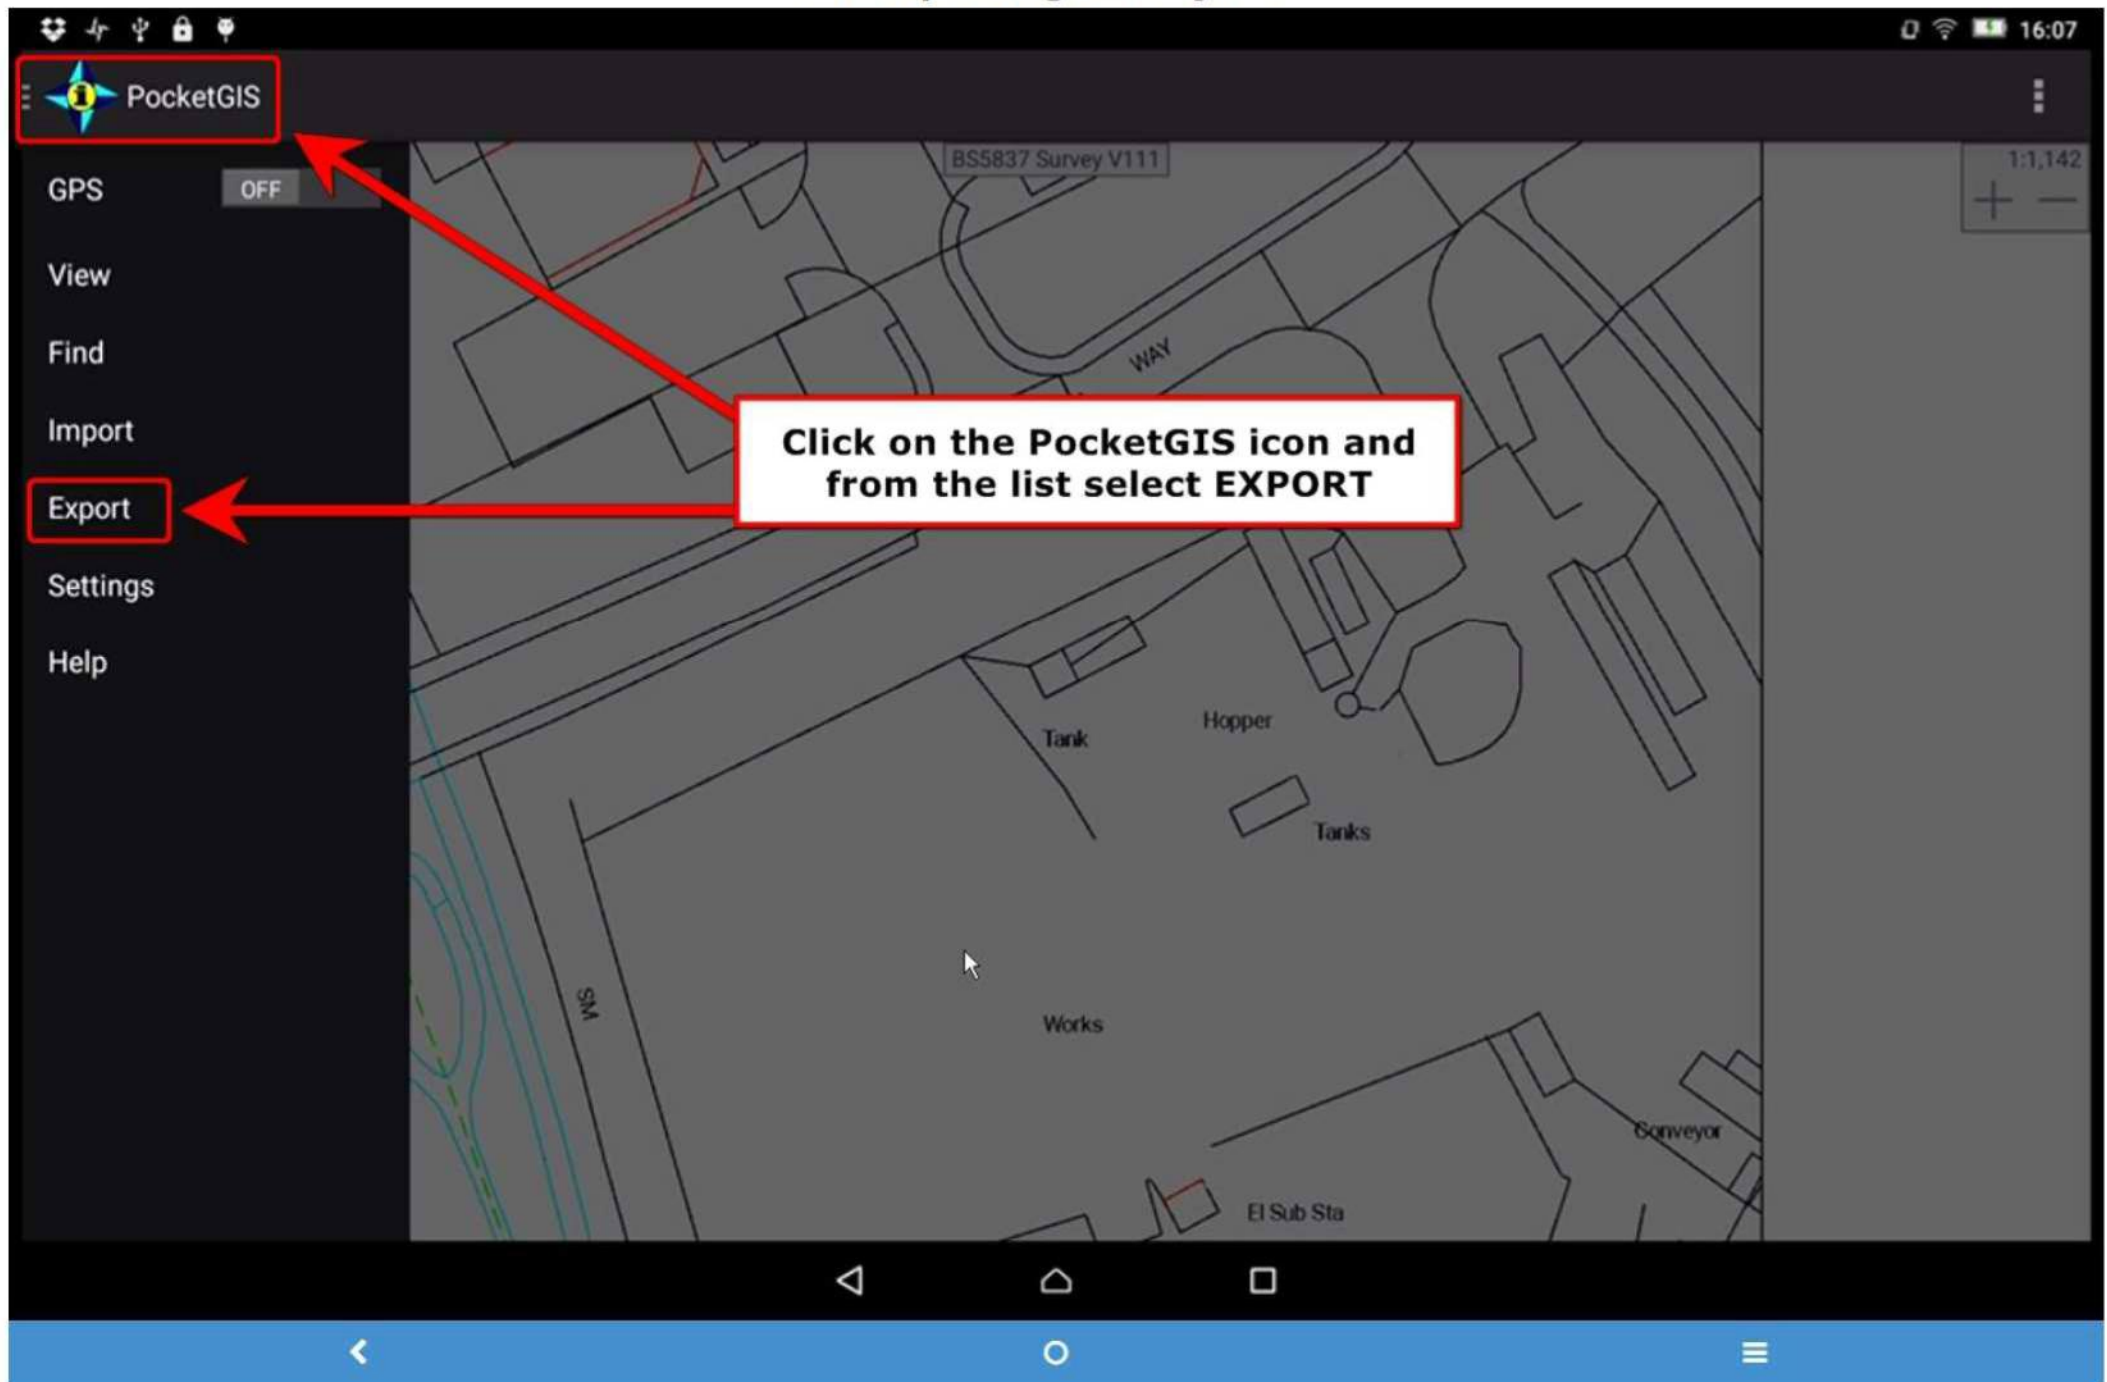 16:07
PocketGIS
GPS OFF
View
Find
Import
Export
Settings
Help
BS5837 Survey V111
1:1,142
WAY
Click on the PocketGIS icon and
from the list select EXPORT
Tank
Hopper
Tanks
SM
Works
Conveyor
El Sub Sta